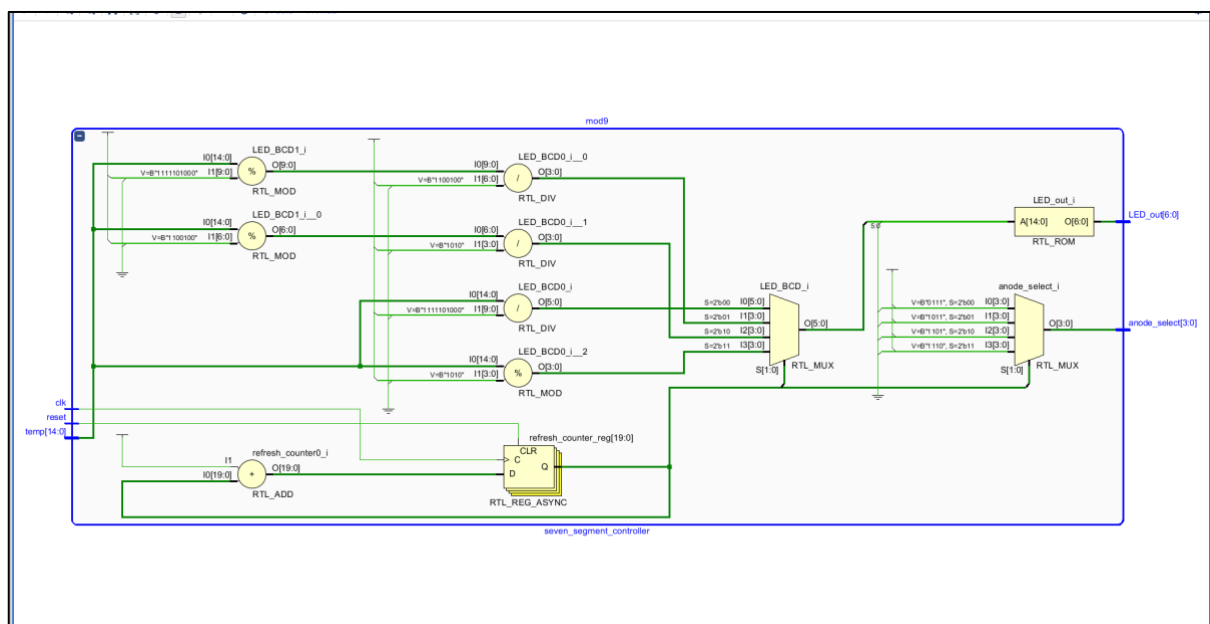 mod9
LED_BCD1_i
I0[14:0]
V=B"1111101000"
I1[9:0]
%
O[9:0]
RTL_MOD
LED_BCD0_i__0
I0[9:0]
V=B"1100100"
I1[6:0]
/
O[3:0]
RTL_DIV
LED_BCD1_i__0
I0[14:0]
V=B"1100100"
I1[6:0]
%
O[6:0]
RTL_MOD
LED_BCD0_i__1
I0[6:0]
V=B"1010"
I1[3:0]
/
O[3:0]
RTL_DIV
LED_out_i
A[14:0]
O[6:0]
RTL_ROM
LED_out[6:0]
5:0
LED_BCD0_i
I0[14:0]
V=B"1111101000"
I1[9:0]
/
O[5:0]
RTL_DIV
LED_BCD_i
S=2'b00 I0[5:0]
S=2'b01 I1[3:0]
S=2'b10 I2[3:0]
S=2'b11 I3[3:0]
O[5:0]
S[1:0]
RTL_MUX
anode_select_i
V=B"0111", S=2'b00 I0[3:0]
V=B"1011", S=2'b01 I1[3:0]
V=B"1101", S=2'b10 I2[3:0]
V=B"1110", S=2'b11 I3[3:0]
O[3:0]
S[1:0]
RTL_MUX
anode_select[3:0]
LED_BCD0_i__2
I0[14:0]
V=B"1010"
I1[3:0]
%
O[3:0]
RTL_MOD
clk
reset
temp[14:0]
refresh_counter0_i
I1
I0[19:0]
+
O[19:0]
RTL_ADD
refresh_counter_reg[19:0]
CLR
C
D
Q
RTL_REG_ASYNC
seven_segment_controller